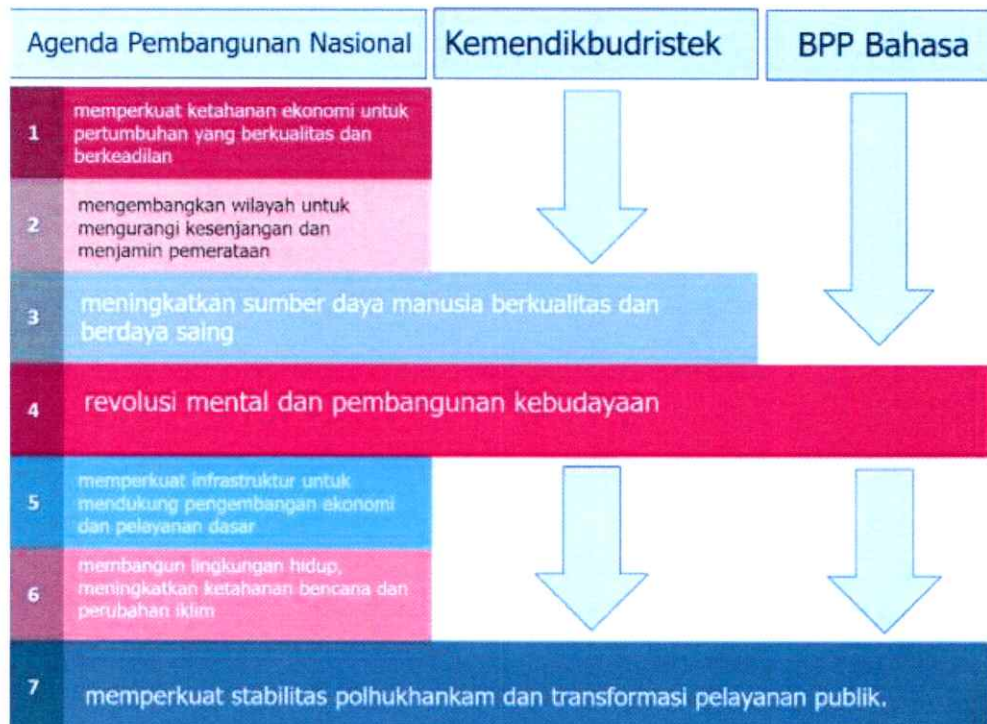 Agenda Pembangunan Nasional
Kemendikbudristek
BPP Bahasa
1
memperkuat ketahanan ekonomi untuk
pertumbuhan yang berkualitas dan
berkeadilan
2
mengembangkan wilayah untuk
mengurangi kesenjangan dan
menjamin pemerataan
3
meningkatkan sumber daya manusia berkualitas dan
berdaya saing
4
revolusi mental dan pembangunan kebudayaan
5
memperkuat infrastruktur untuk
mendukung pengembangan ekonomi
dan pelayanan dasar
6
membangun lingkungan hidup,
meningkatkan ketahanan bencana dan
perubahan iklim
7
memperkuat stabilitas polhukhankam dan transformasi pelayanan publik.